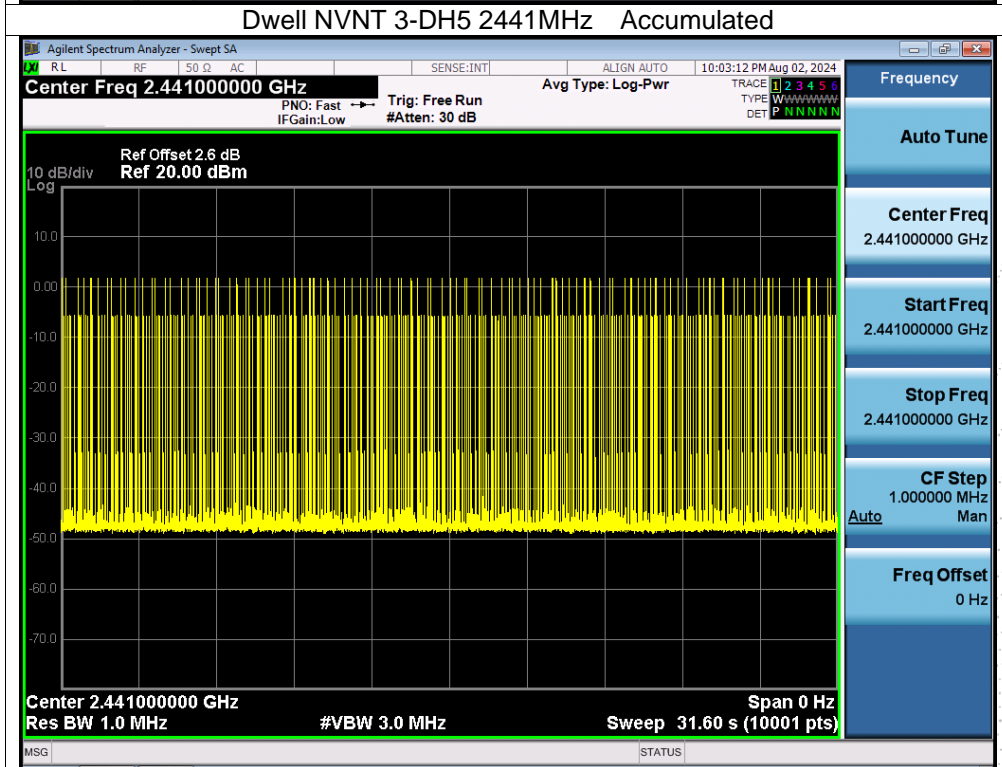 Dwell NVNT 3-DH5 2441MHz Accumulated
Agilent Spectrum Analyzer - Swept SA
LXI RL RF 50 Ω AC SENSE:INT ALIGN AUTO 10:03:12 PM Aug 02, 2024
Center Freq 2.441000000 GHz
PNO: Fast
IFGain:Low
Trig: Free Run
#Atten: 30 dB
Avg Type: Log-Pwr
TRACE 1 2 3 4 5 6
TYPE WWWWWWW
DET P N N N N N
Frequency
Auto Tune
Center Freq
2.441000000 GHz
Start Freq
2.441000000 GHz
Stop Freq
2.441000000 GHz
CF Step
1.000000 MHz
Auto Man
Freq Offset
0 Hz
Ref Offset 2.6 dB
10 dB/div Ref 20.00 dBm
Log
10.0
0.00
-10.0
-20.0
-30.0
-40.0
-50.0
-60.0
-70.0
Center 2.441000000 GHz Span 0 Hz
Res BW 1.0 MHz #VBW 3.0 MHz Sweep 31.60 s (10001 pts)
MSG STATUS